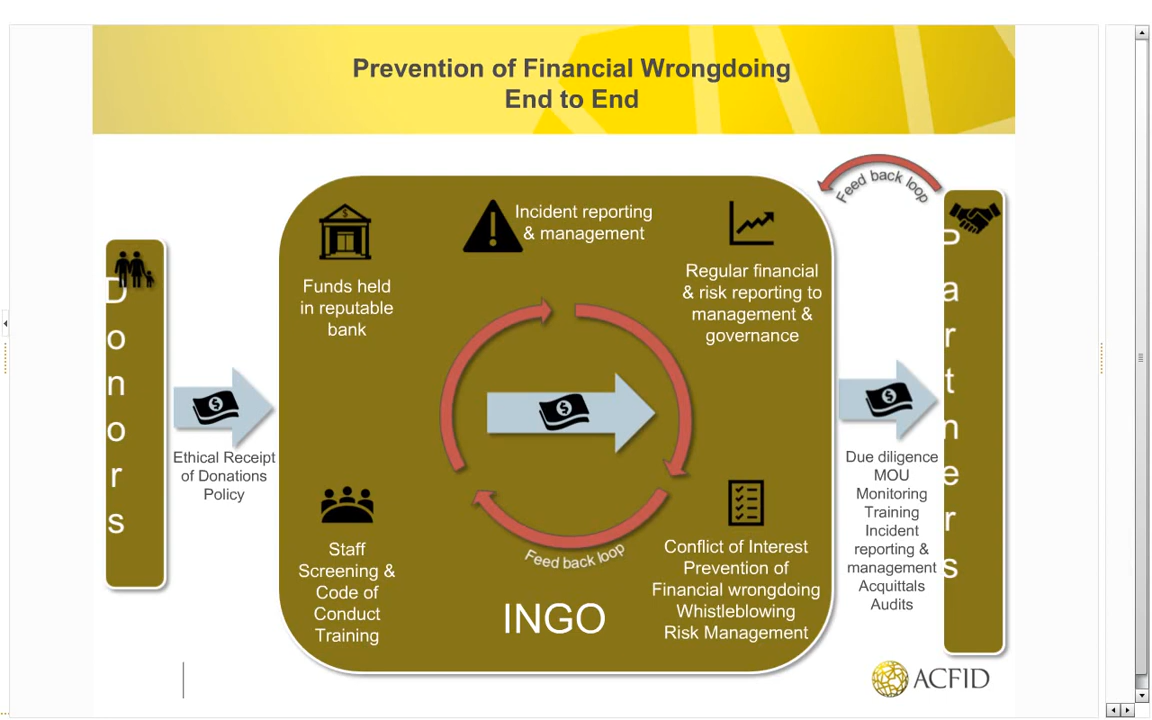 Prevention of Financial Wrongdoing
End to End
Feed back loop
Donors
Ethical Receipt
of Donations
Policy
Funds held
in reputable
bank
Incident reporting
& management
Regular financial
& risk reporting to
management &
governance
Staff
Screening &
Code of
Conduct
Training
Feed back loop
INGO
Conflict of Interest
Prevention of
Financial wrongdoing
Whistleblowing
Risk Management
Due diligence
MOU
Monitoring
Training
Incident
reporting &
management
Acquittals
Audits
Partners
ACFID